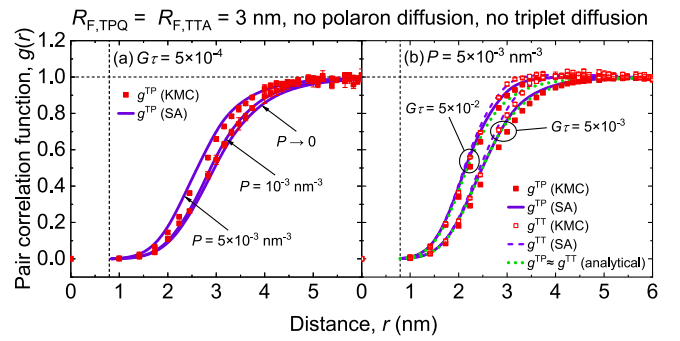 R_F,TPQ = R_F,TTA = 3 nm, no polaron diffusion, no triplet diffusion
Pair correlation function, g(r)
1.2
1.0
0.8
0.6
0.4
0.2
0.0
(a) Gτ = 5×10⁻⁴
g^TP (KMC)
g^TP (SA)
P → 0
P = 10⁻³ nm⁻³
P = 5×10⁻³ nm⁻³
0 1 2 3 4 5 6
(b) P = 5×10⁻³ nm⁻³
Gτ = 5×10⁻²
Gτ = 5×10⁻³
g^TP (KMC)
g^TP (SA)
g^TT (KMC)
g^TT (SA)
g^TP ≈ g^TT (analytical)
0 1 2 3 4 5 6
Distance, r (nm)